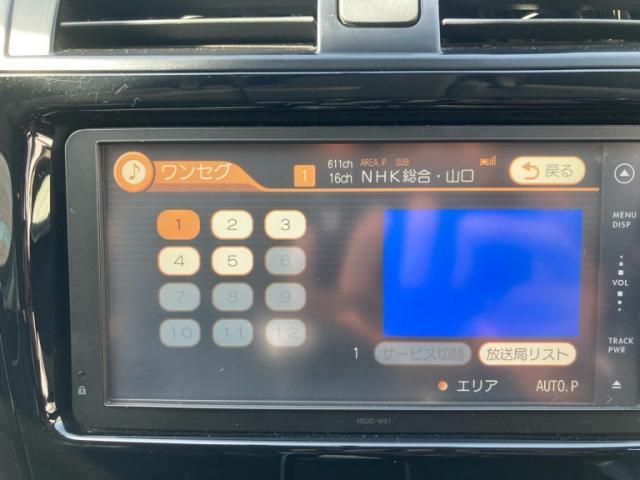 ワンセグ
1
611ch AREA.P SUB
16ch NHK総合・山口
戻る
1 2 3
4 5 6
7 8 9
10 11 12
1 サービス切替 放送局リスト
エリア AUTO.P
MENU
DISP
VOL
TRACK
PWR
NSDD-W61